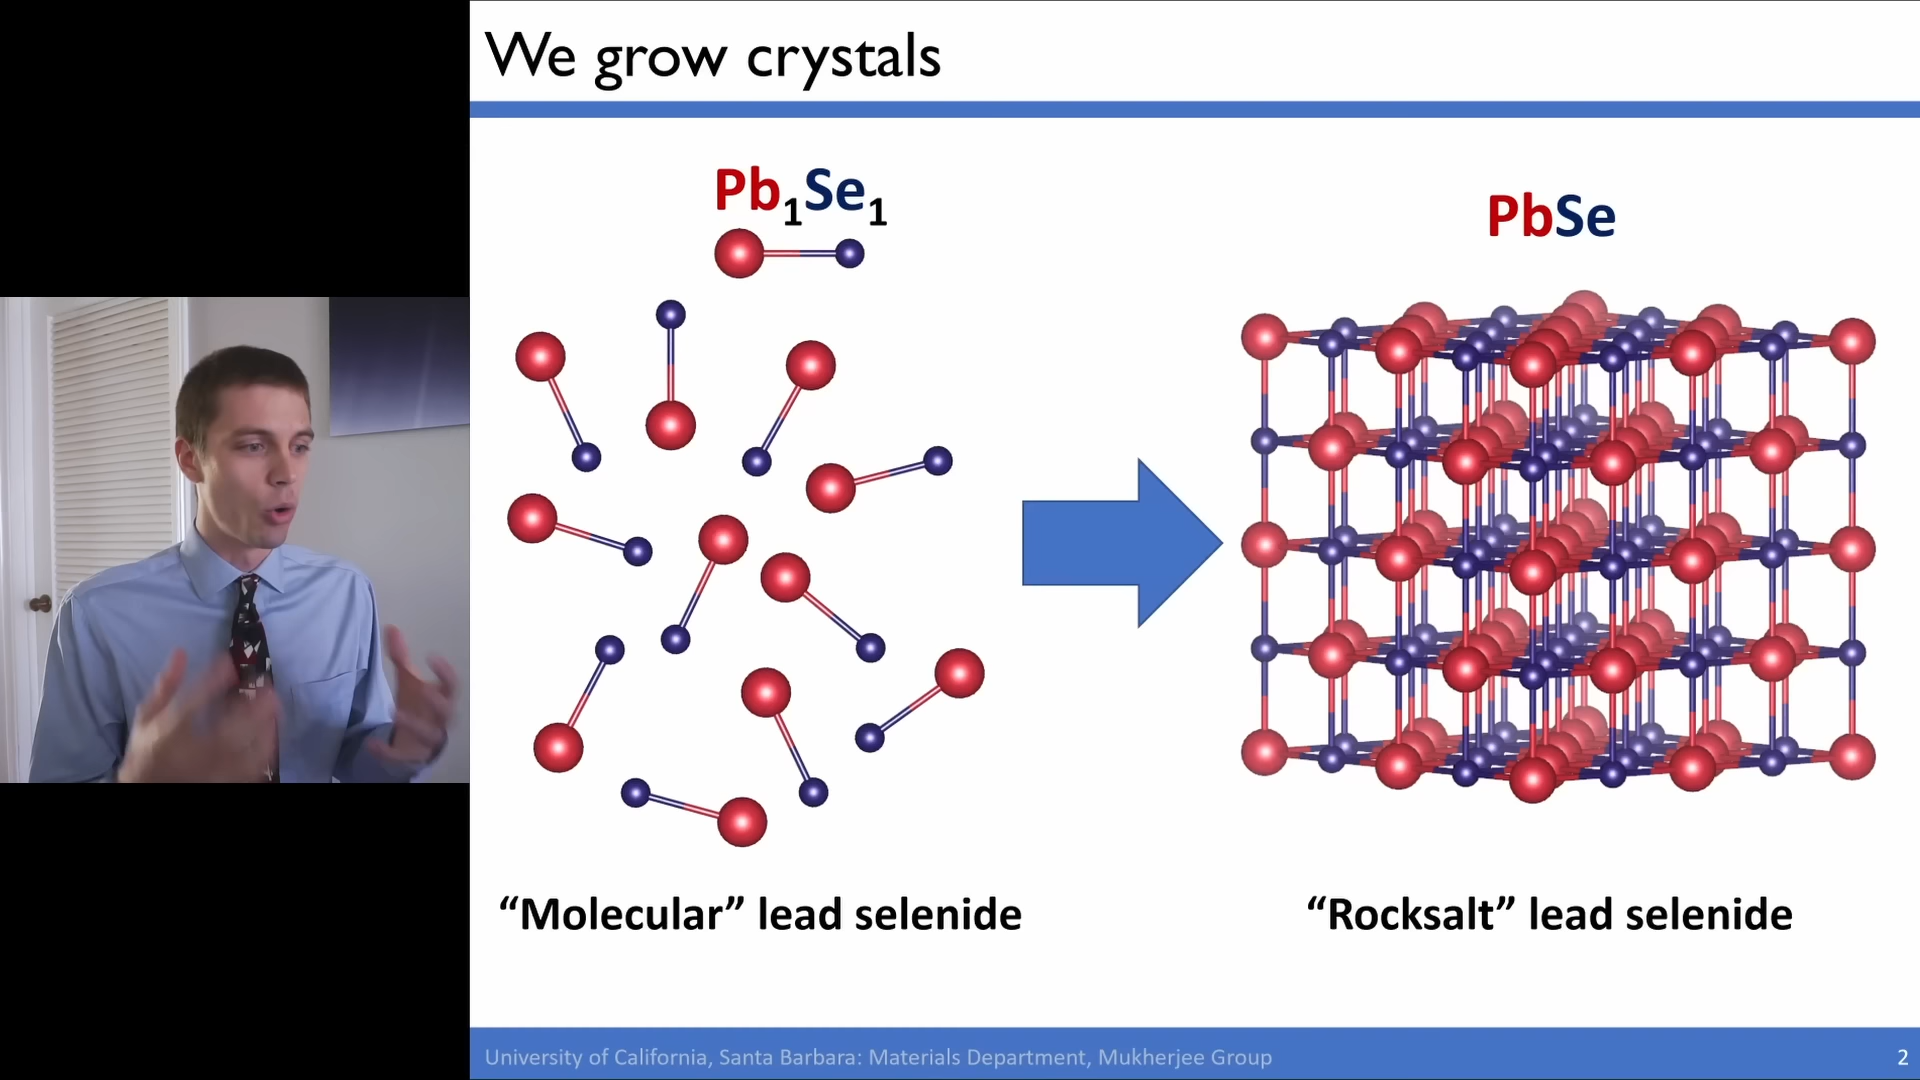 We grow crystals
Pb₁Se₁
PbSe
“Molecular” lead selenide
“Rocksalt” lead selenide
University of California, Santa Barbara: Materials Department, Mukherjee Group
2